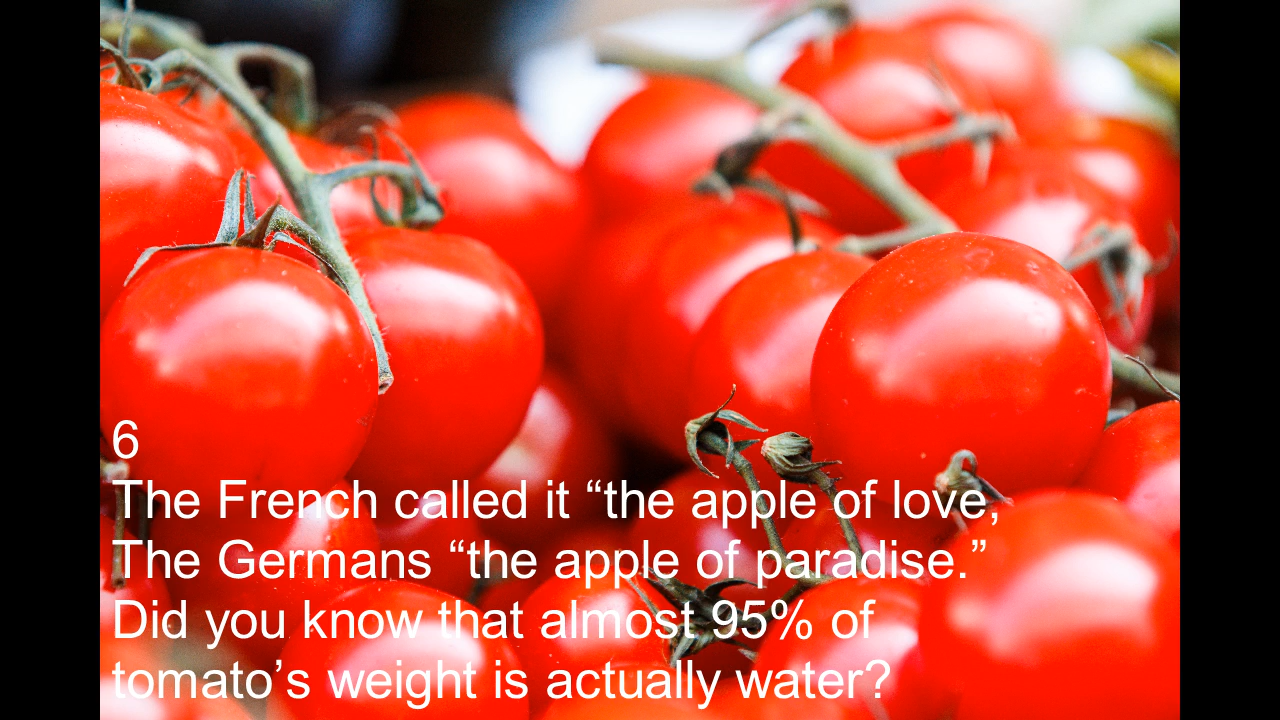 6
The French called it “the apple of love,
The Germans “the apple of paradise.”
Did you know that almost 95% of
tomato’s weight is actually water?